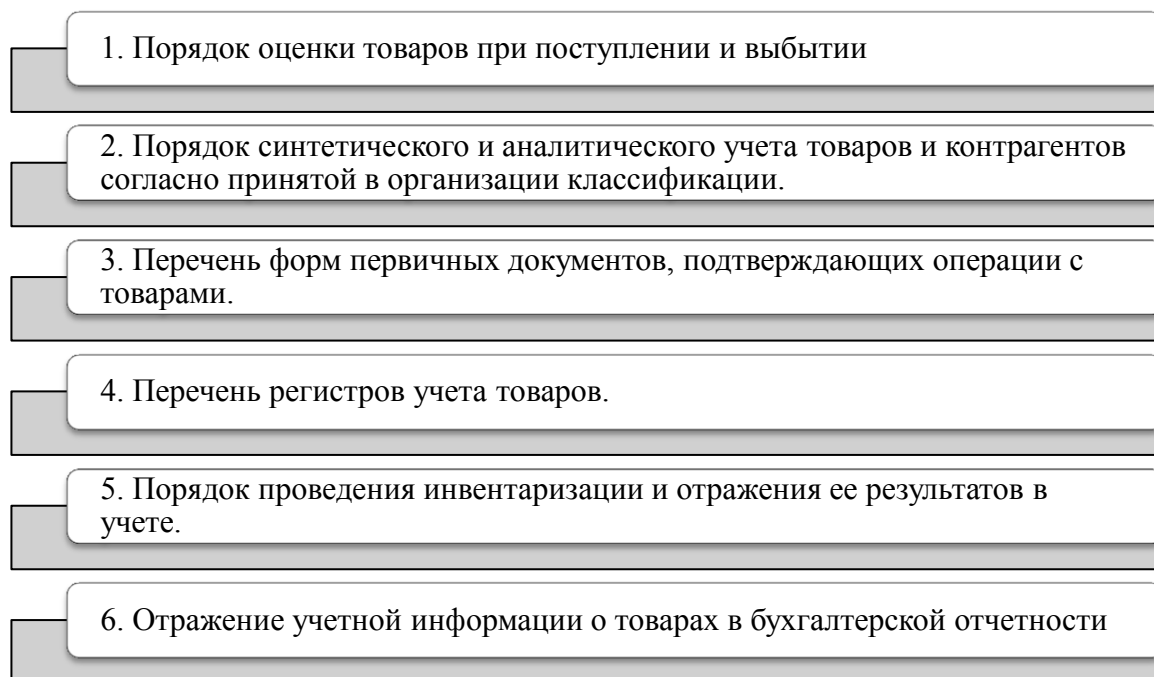 1. Порядок оценки товаров при поступлении и выбытии
2. Порядок синтетического и аналитического учета товаров и контрагентов
согласно принятой в организации классификации.
3. Перечень форм первичных документов, подтверждающих операции с
товарами.
4. Перечень регистров учета товаров.
5. Порядок проведения инвентаризации и отражения ее результатов в
учете.
6. Отражение учетной информации о товарах в бухгалтерской отчетности